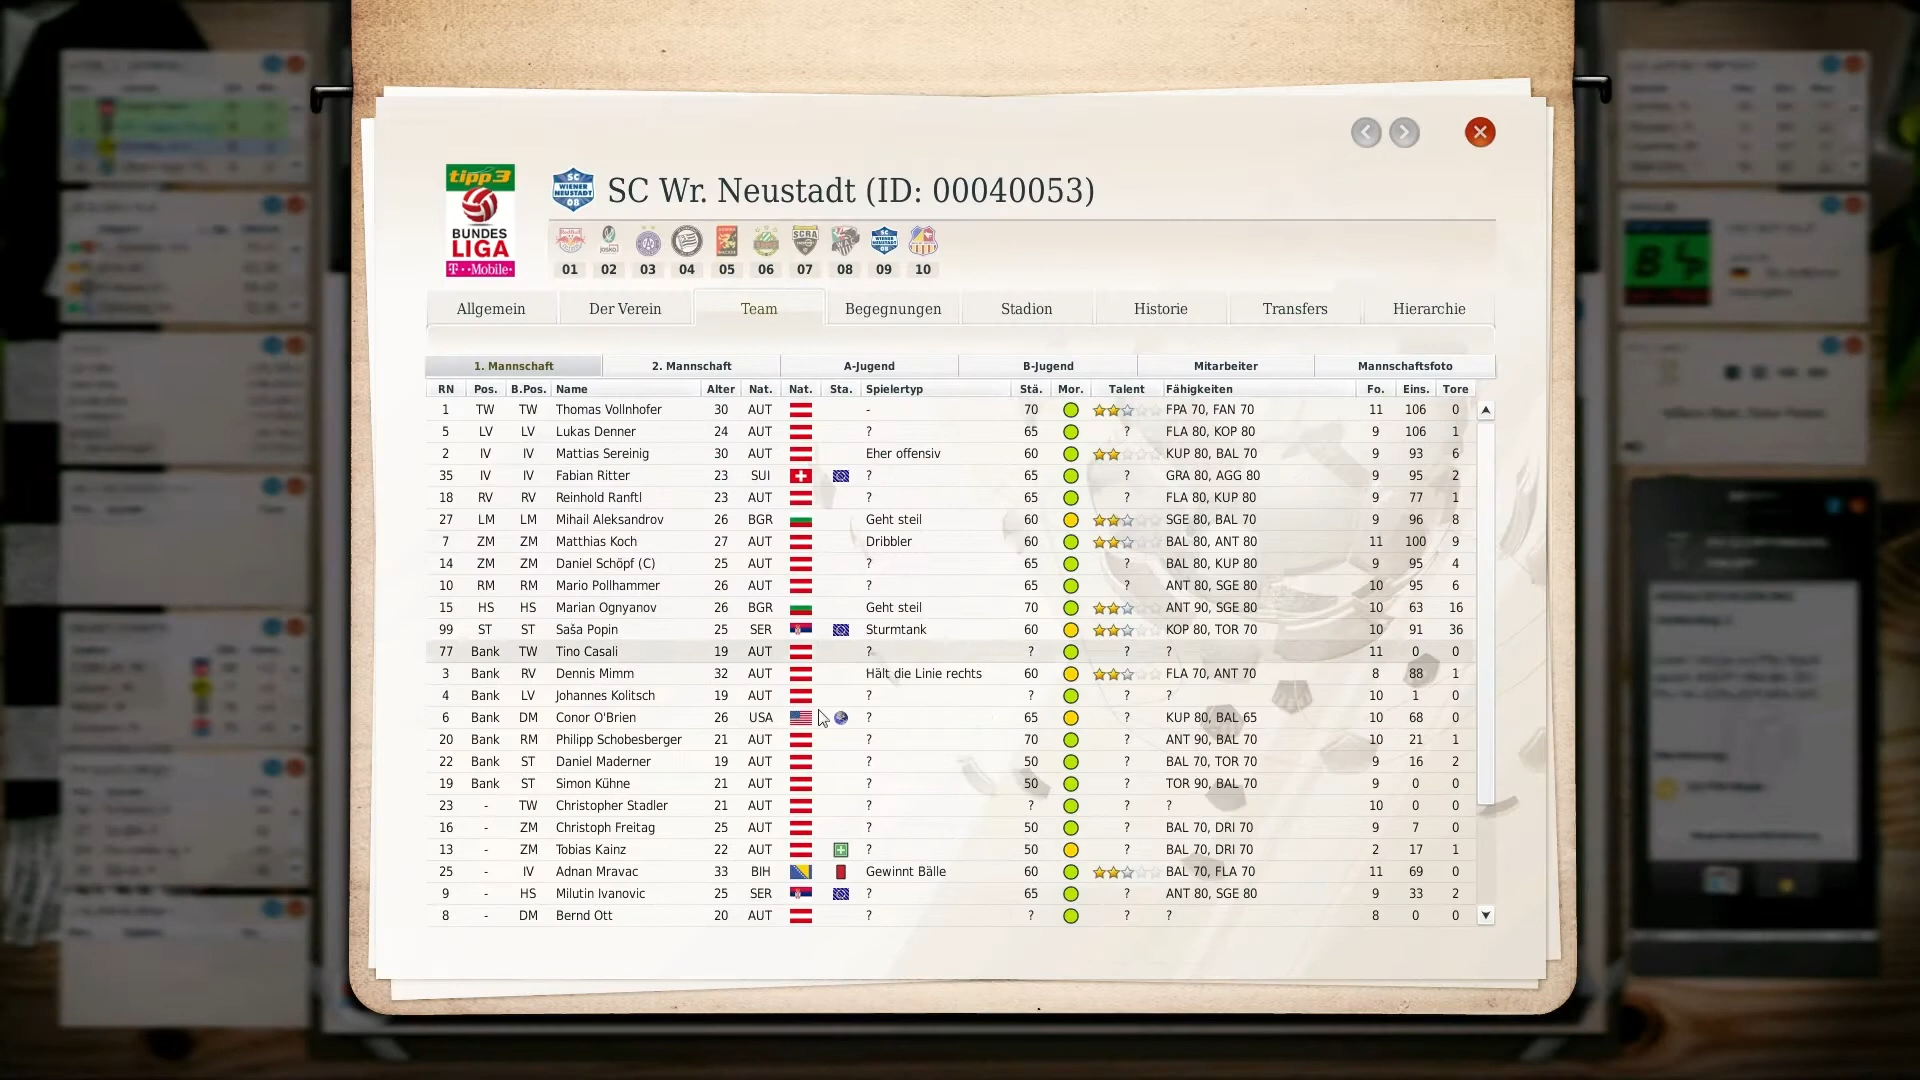 tipp3
BUNDES
LIGA
T··Mobile·
SC
WIENER
NEUSTADT
08
SC Wr. Neustadt (ID: 00040053)
01 02 03 04 05 06 07 08 09 10
Allgemein Der Verein Team Begegnungen Stadion Historie Transfers Hierarchie
1. Mannschaft 2. Mannschaft A-Jugend B-Jugend Mitarbeiter Mannschaftsfoto
RN Pos. B.Pos. Name Alter Nat. Nat. Sta. Spielertyp Stä. Mor. Talent Fähigkeiten Fo. Eins. Tore
1 TW TW Thomas Vollnhofer 30 AUT - 70 FPA 70, FAN 70 11 106 0
5 LV LV Lukas Denner 24 AUT ? 65 ? FLA 80, KOP 80 9 106 1
2 IV IV Mattias Sereinig 30 AUT Eher offensiv 60 KUP 80, BAL 70 9 93 6
35 IV IV Fabian Ritter 23 SUI ? 65 ? GRA 80, AGG 80 9 95 2
18 RV RV Reinhold Ranftl 23 AUT ? 65 ? FLA 80, KUP 80 9 77 1
27 LM LM Mihail Aleksandrov 26 BGR Geht steil 60 SGE 80, BAL 70 9 96 8
7 ZM ZM Matthias Koch 27 AUT Dribbler 60 BAL 80, ANT 80 11 100 9
14 ZM ZM Daniel Schöpf (C) 25 AUT ? 65 ? BAL 80, KUP 80 9 95 4
10 RM RM Mario Pollhammer 26 AUT ? 65 ? ANT 80, SGE 80 10 95 6
15 HS HS Marian Ognyanov 26 BGR Geht steil 70 ANT 90, SGE 80 10 63 16
99 ST ST Saša Popin 25 SER Sturmtank 60 KOP 80, TOR 70 10 91 36
77 Bank TW Tino Casali 19 AUT ? ? ? ? 11 0 0
3 Bank RV Dennis Mimm 32 AUT Hält die Linie rechts 60 FLA 70, ANT 70 8 88 1
4 Bank LV Johannes Kolitsch 19 AUT ? ? ? ? 10 1 0
6 Bank DM Conor O'Brien 26 USA ? 65 ? KUP 80, BAL 65 10 68 0
20 Bank RM Philipp Schobesberger 21 AUT ? 70 ? ANT 90, BAL 70 10 21 1
22 Bank ST Daniel Maderner 19 AUT ? 50 ? BAL 70, TOR 70 9 16 2
19 Bank ST Simon Kühne 21 AUT ? 50 ? TOR 90, BAL 70 9 0 0
23 - TW Christopher Stadler 21 AUT ? ? ? ? 10 0 0
16 - ZM Christoph Freitag 25 AUT ? 50 ? BAL 70, DRI 70 9 7 0
13 - ZM Tobias Kainz 22 AUT ? 50 ? BAL 70, DRI 70 2 17 1
25 - IV Adnan Mravac 33 BIH Gewinnt Bälle 60 BAL 70, FLA 70 11 69 0
9 - HS Milutin Ivanovic 25 SER ? 65 ? ANT 80, SGE 80 9 33 2
8 - DM Bernd Ott 20 AUT ? ? ? ? 8 0 0